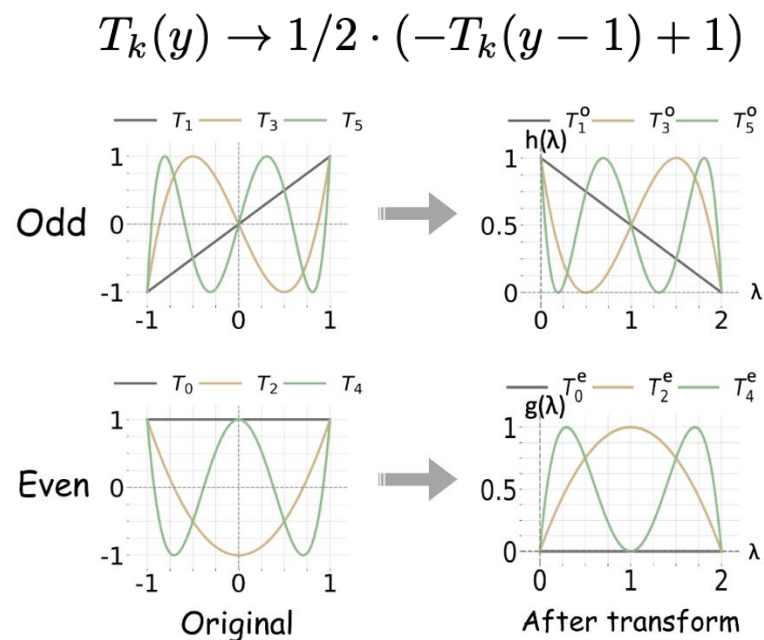 T_k(y) → 1/2 · (−T_k(y − 1) + 1)
T_1 T_3 T_5
T_1^o T_3^o T_5^o
h(λ)
Odd
1
0
-1
-1 0 1
1
0.5
0
0 1 2
λ
T_0 T_2 T_4
T_0^e T_2^e T_4^e
g(λ)
Even
1
0
-1
-1 0 1
1
0.5
0
0 1 2
λ
Original
After transform